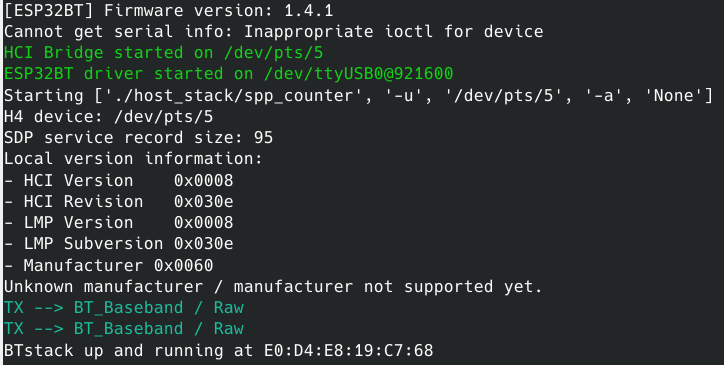 [ESP32BT] Firmware version: 1.4.1
Cannot get serial info: Inappropriate ioctl for device
HCI Bridge started on /dev/pts/5
ESP32BT driver started on /dev/ttyUSB0@921600
Starting ['./host_stack/spp_counter', '-u', '/dev/pts/5', '-a', 'None']
H4 device: /dev/pts/5
SDP service record size: 95
Local version information:
- HCI Version    0x0008
- HCI Revision   0x030e
- LMP Version    0x0008
- LMP Subversion 0x030e
- Manufacturer 0x0060
Unknown manufacturer / manufacturer not supported yet.
TX --> BT_Baseband / Raw
TX --> BT_Baseband / Raw
BTstack up and running at E0:D4:E8:19:C7:68